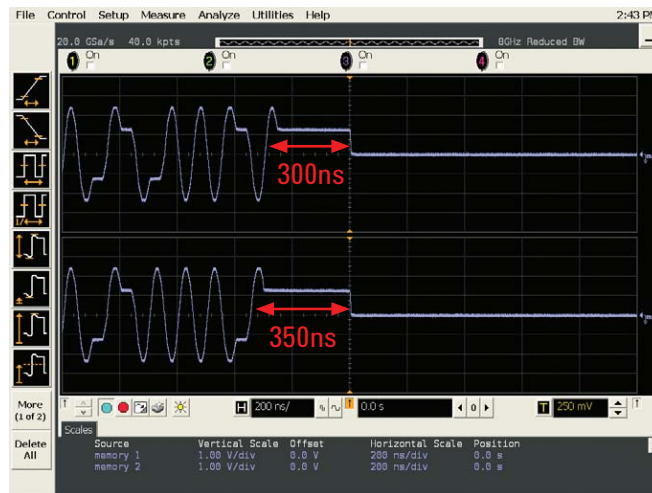 File Control Setup Measure Analyze Utilities Help 2:43 PM
20.0 GSa/s 40.0 kpts 8GHz Reduced BW
1 On 2 On 3 On 4 On
300ns
350ns
More
(1 of 2)
H 200 ns/ 0.0 s 0 T 250 mV
Delete
All
Scales
Source Vertical Scale Offset Horizontal Scale Position
memory 1 1.00 V/div 0.0 V 200 ns/div 0.0 s
memory 2 1.00 V/div 0.0 V 200 ns/div 0.0 s